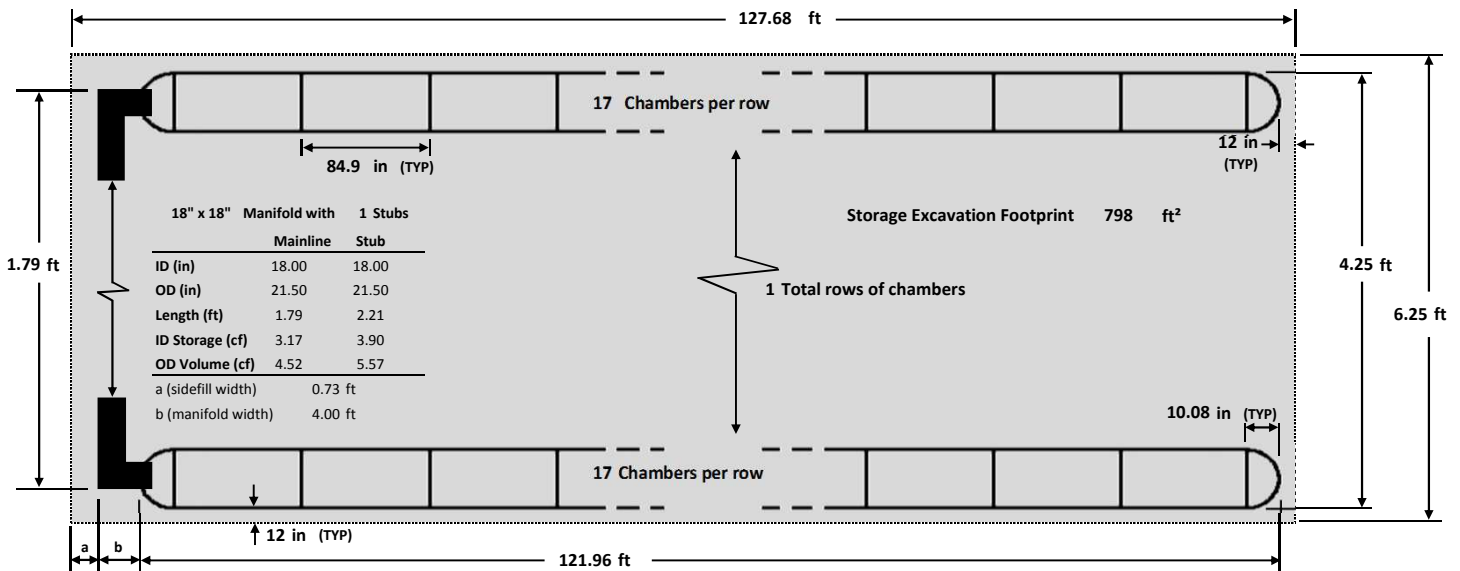 127.68 ft
17 Chambers per row
84.9 in (TYP)
12 in
(TYP)
18" x 18" Manifold with 1 Stubs
Mainline Stub
ID (in) 18.00 18.00
OD (in) 21.50 21.50
Length (ft) 1.79 2.21
ID Storage (cf) 3.17 3.90
OD Volume (cf) 4.52 5.57
a (sidefill width) 0.73 ft
b (manifold width) 4.00 ft
Storage Excavation Footprint 798 ft²
1.79 ft
1 Total rows of chambers
4.25 ft
6.25 ft
10.08 in (TYP)
17 Chambers per row
12 in (TYP)
a b
121.96 ft